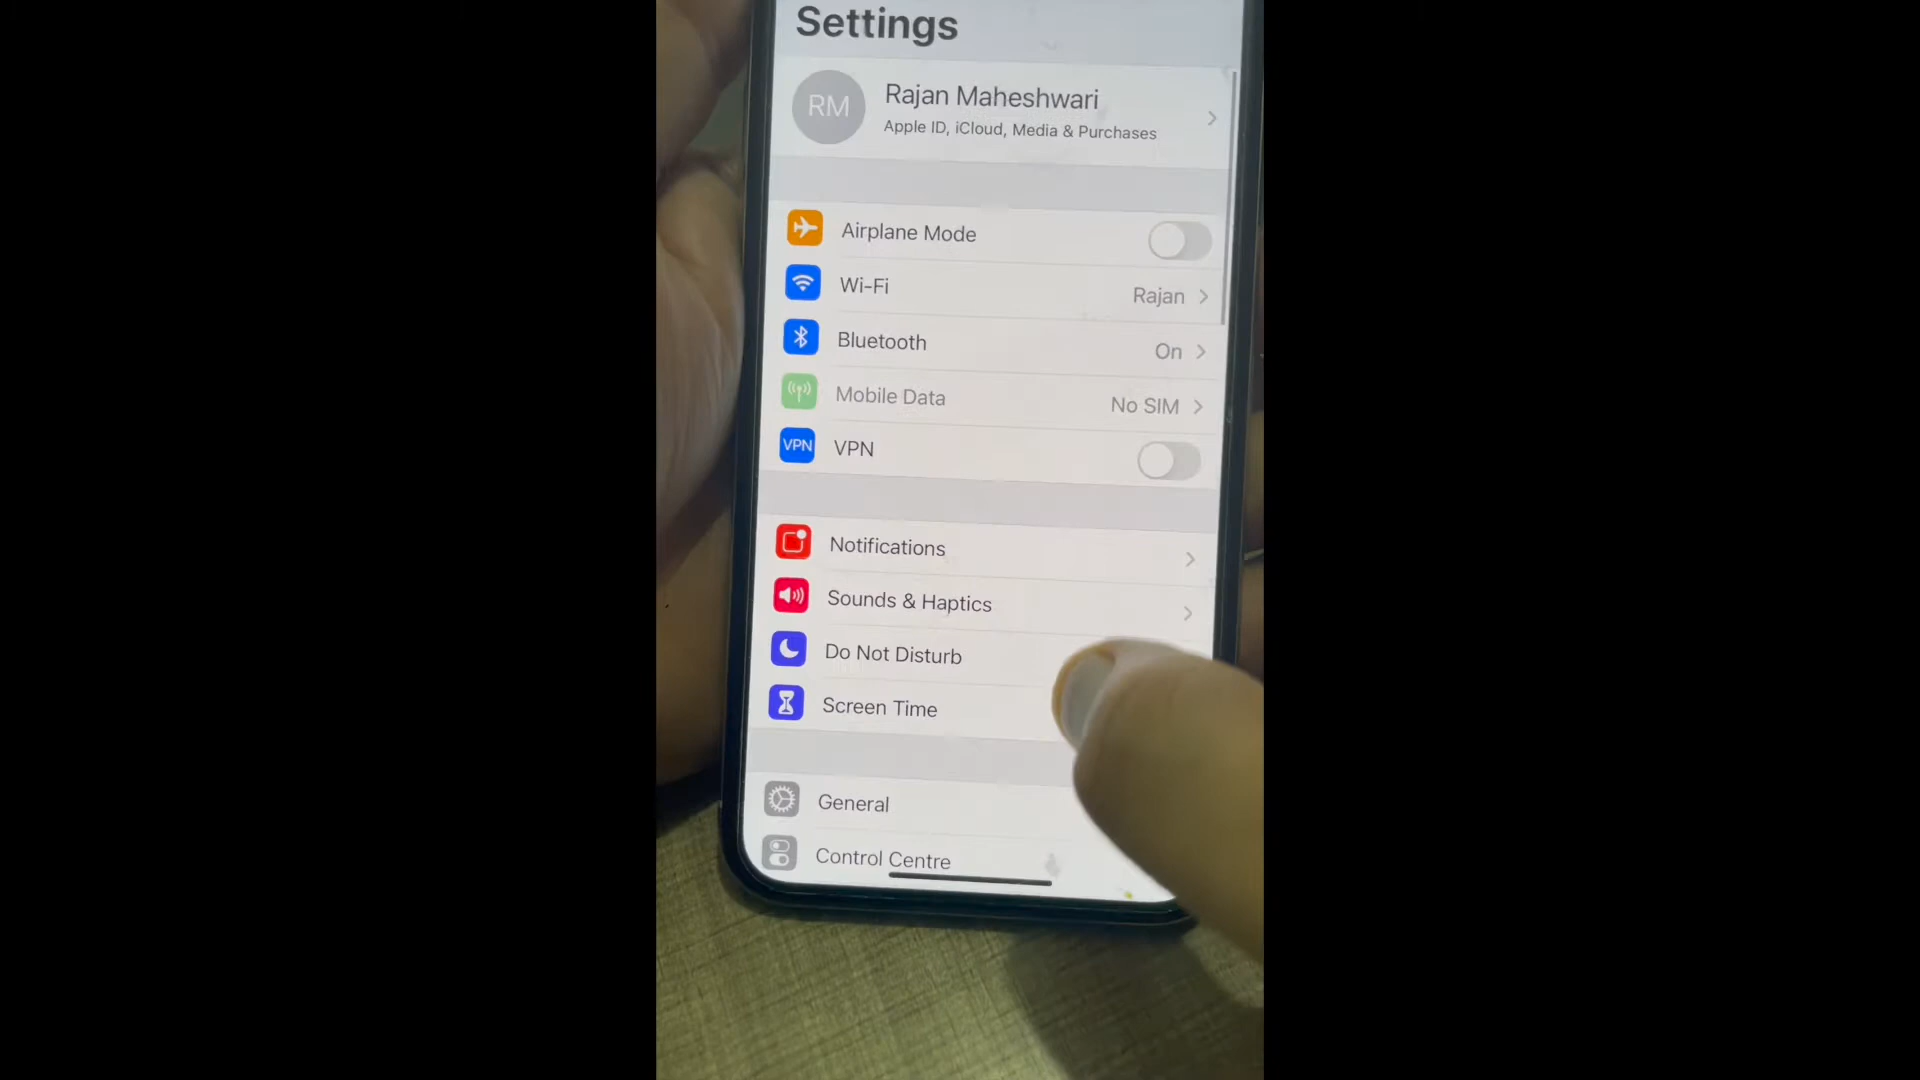 Settings
RM
Rajan Maheshwari
Apple ID, iCloud, Media & Purchases
Airplane Mode
Wi-Fi Rajan
Bluetooth On
Mobile Data No SIM
VPN VPN
Notifications
Sounds & Haptics
Do Not Disturb
Screen Time
General
Control Centre